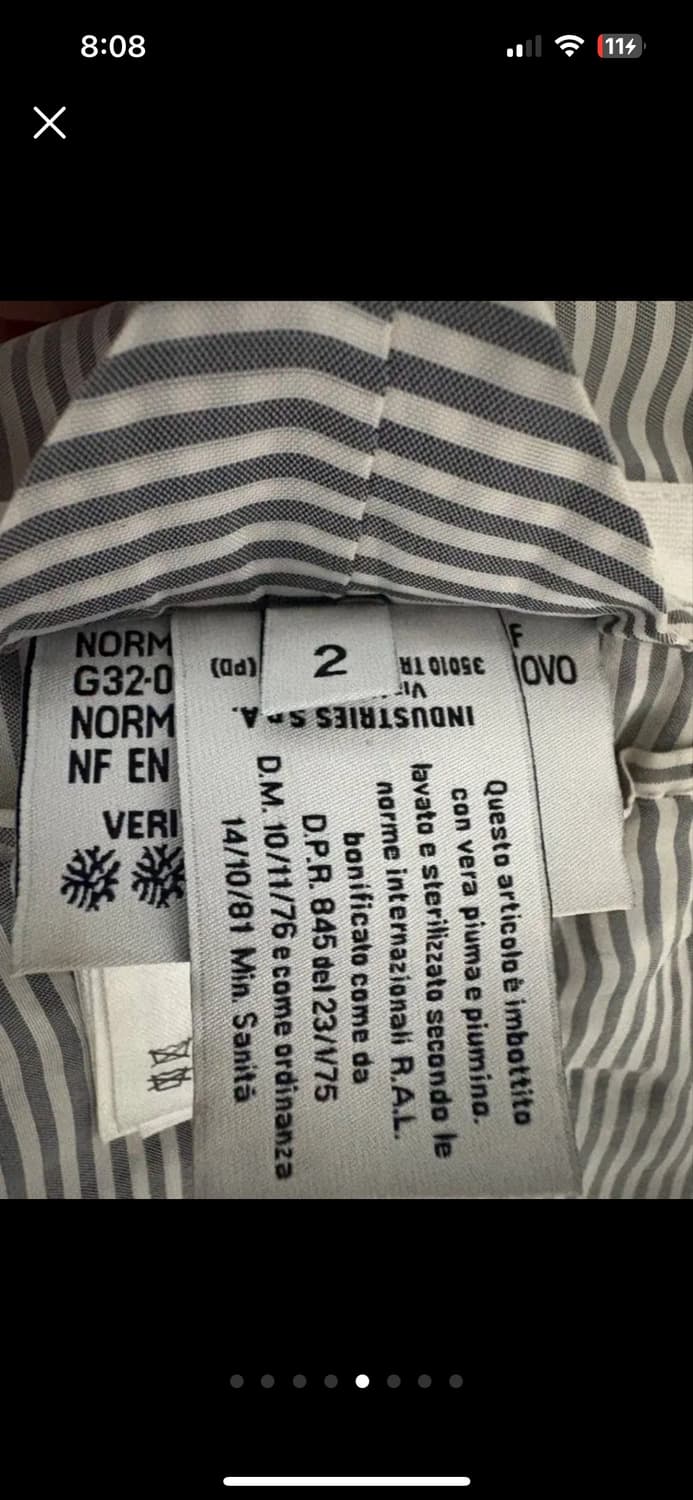 8:08
11
NORM
G32-0
NORM
NF EN
VERI
2
F
OVO
INDUSTRIES S.p.A.
35010 TR
(PD)
Questo articolo è imbottito
con vera piuma e piumino.
lavato e sterilizzato secondo le
norme internazionali R.A.L.
bonificato come da
D.P.R. 845 del 23/1/75
D.M. 10/11/76 e come ordinanza
14/10/81 Min. Sanità